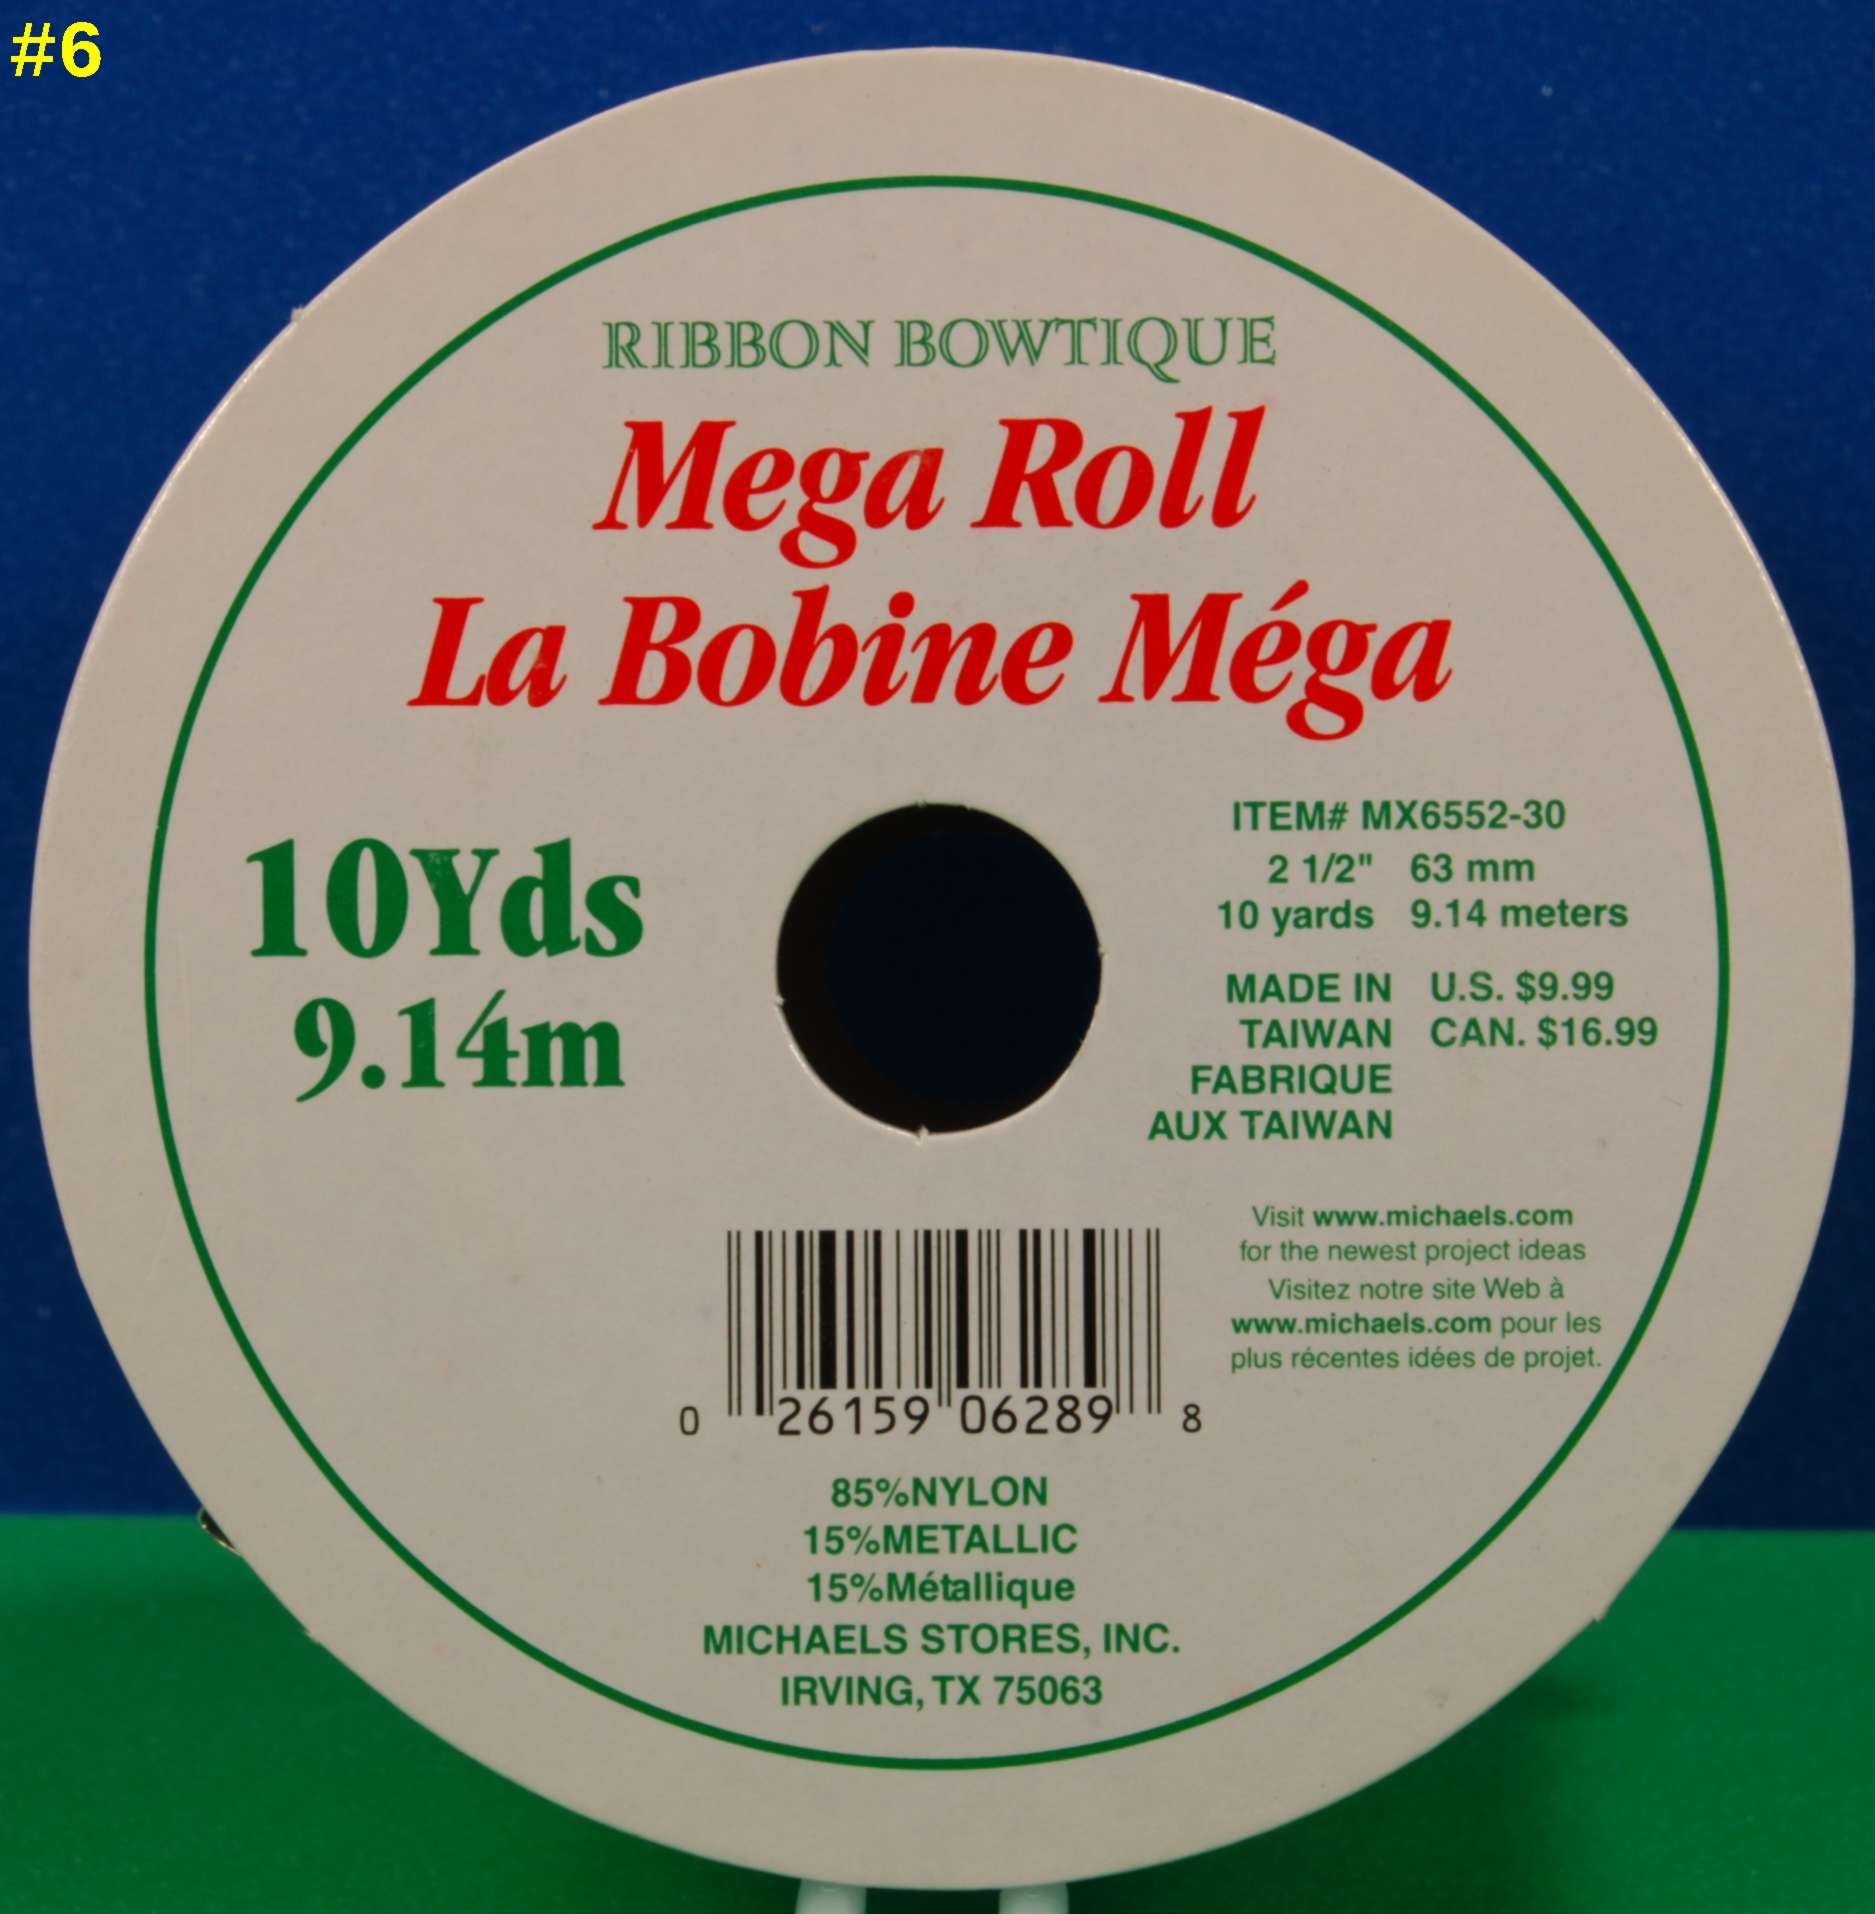 #6
RIBBON BOWTIQUE
Mega Roll
La Bobine Méga
10Yds
9.14m
ITEM# MX6552-30
2 1/2" 63 mm
10 yards 9.14 meters
MADE IN U.S. $9.99
TAIWAN CAN. $16.99
FABRIQUE
AUX TAIWAN
Visit www.michaels.com
for the newest project ideas
Visitez notre site Web à
www.michaels.com pour les
plus récentes idées de projet.
0 26159 06289 8
85%NYLON
15%METALLIC
15%Métallique
MICHAELS STORES, INC.
IRVING, TX 75063